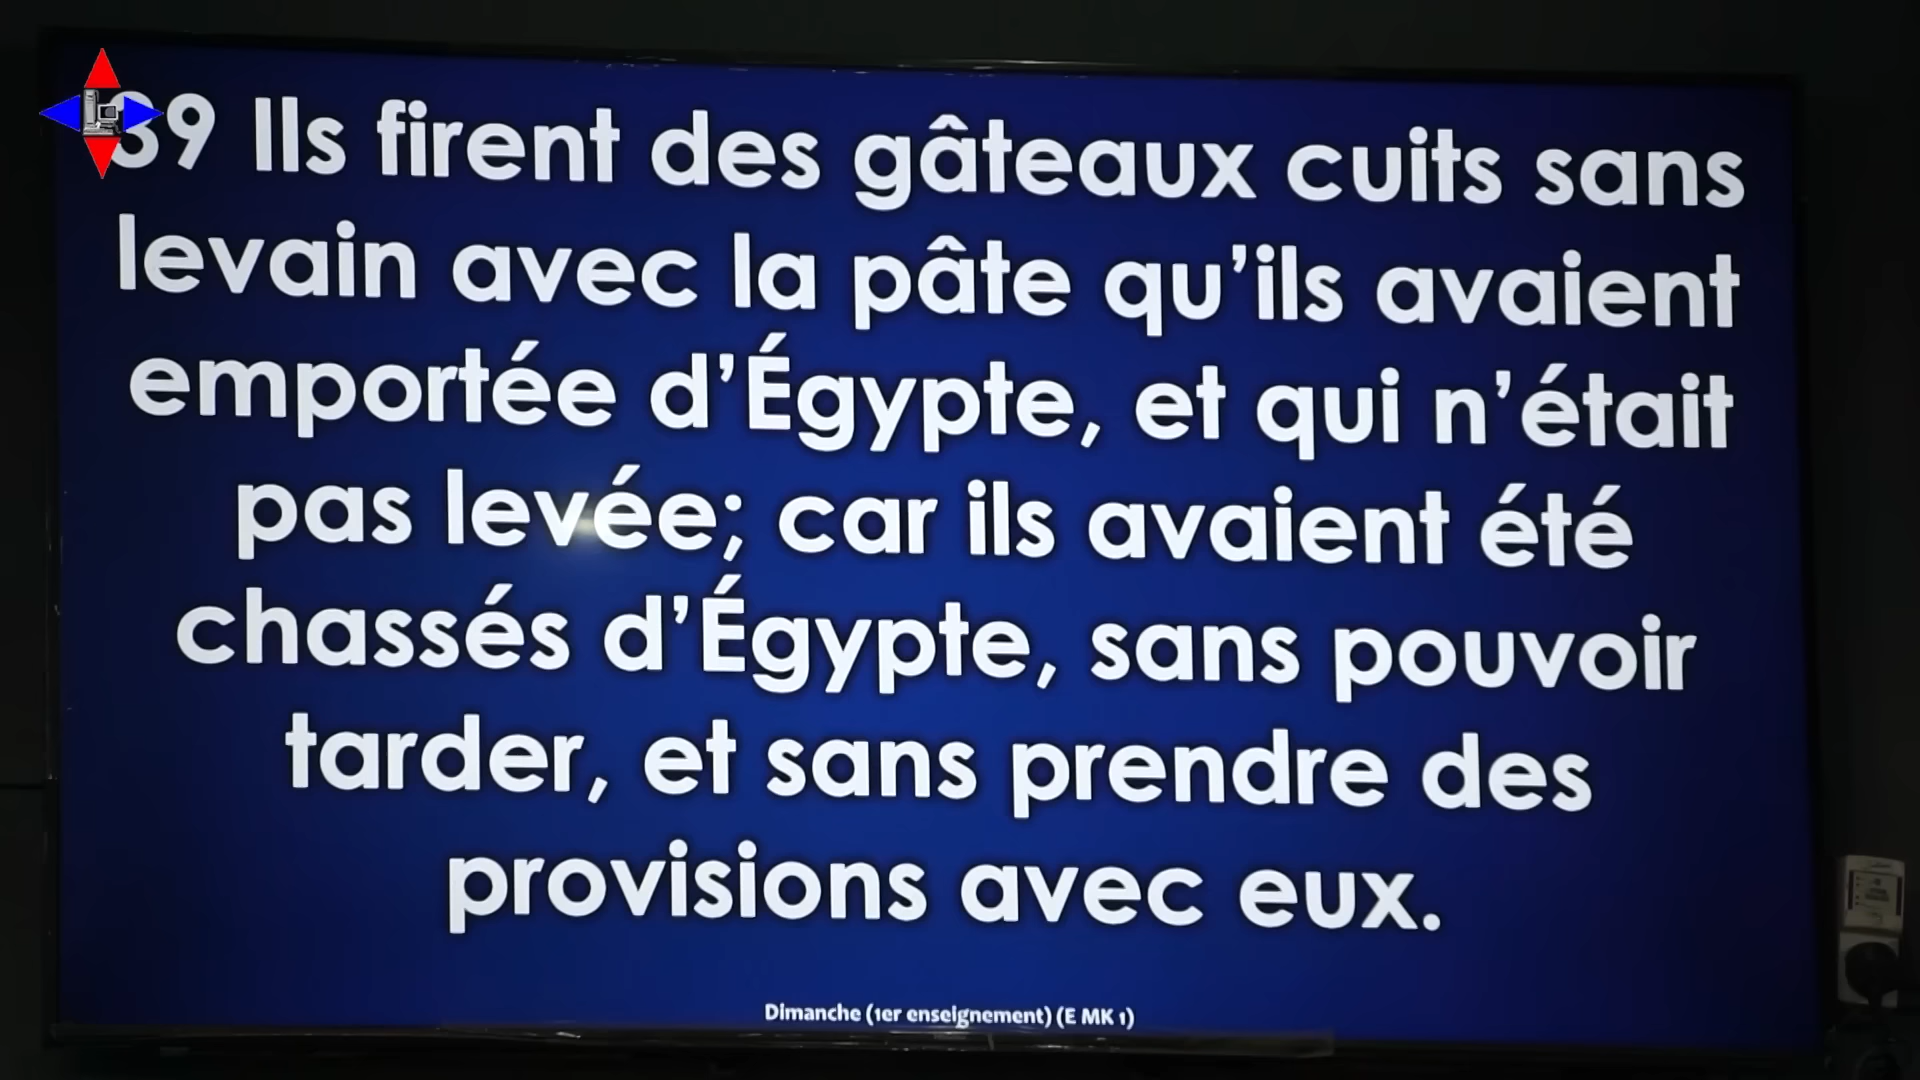 39 Ils firent des gâteaux cuits sans
levain avec la pâte qu’ils avaient
emportée d’Égypte, et qui n’était
pas levée; car ils avaient été
chassés d’Égypte, sans pouvoir
tarder, et sans prendre des
provisions avec eux.
Dimanche (1er enseignement) (E MK 1)